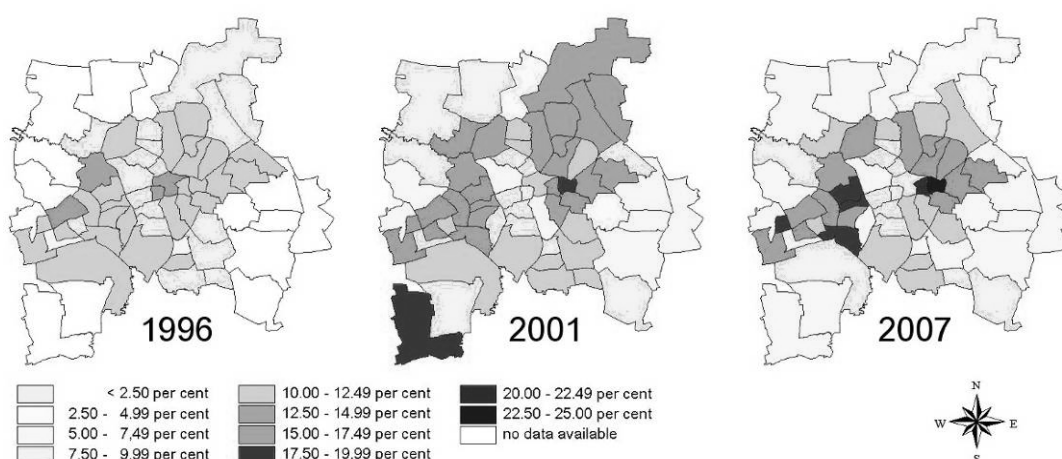 1996 2001 2007
< 2.50 per cent
2.50 - 4.99 per cent
5.00 - 7,49 per cent
7.50 - 9.99 per cent
10.00 - 12.49 per cent
12.50 - 14.99 per cent
15.00 - 17.49 per cent
17.50 - 19.99 per cent
20.00 - 22.49 per cent
22.50 - 25.00 per cent
no data available
N
W E
S